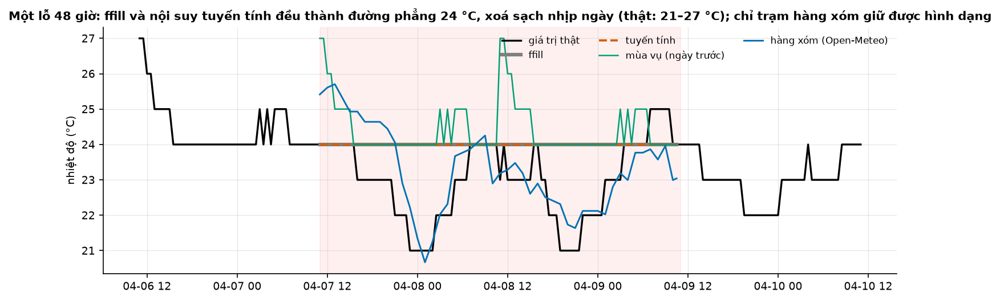 Một lỗ 48 giờ: ffill và nội suy tuyến tính đều thành đường phẳng 24 °C, xoá sạch nhịp ngày (thật: 21–27 °C); chỉ trạm hàng xóm giữ được hình dạng
giá trị thật
ffill
tuyến tính
mùa vụ (ngày trước)
hàng xóm (Open-Meteo)
nhiệt độ (°C)
27
26
25
24
23
22
21
04-06 12
04-07 00
04-07 12
04-08 00
04-08 12
04-09 00
04-09 12
04-10 00
04-10 12